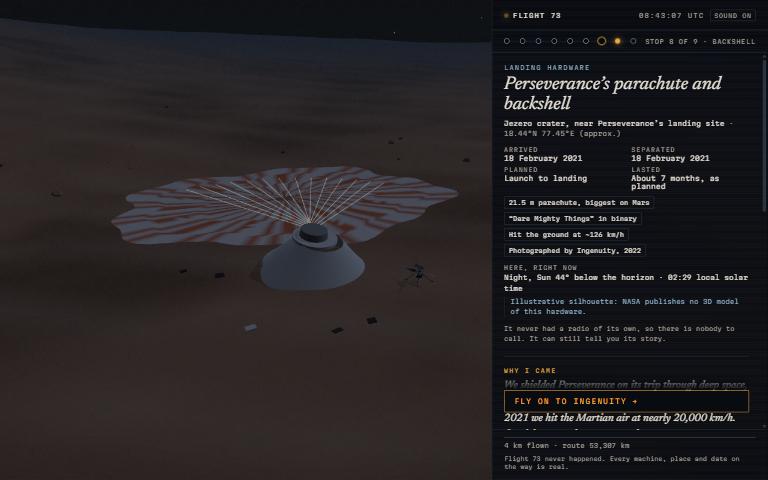 FLIGHT 73
08:43:07 UTC
SOUND ON
STOP 8 OF 9 · BACKSHELL
LANDING HARDWARE
Perseverance's parachute and
backshell
Jezero crater, near Perseverance's landing site ·
18.44°N 77.45°E (approx.)
ARRIVED
18 February 2021
SEPARATED
18 February 2021
PLANNED
Launch to landing
LASTED
About 7 months, as
planned
21.5 m parachute, biggest on Mars
"Dare Mighty Things" in binary
Hit the ground at ~126 km/h
Photographed by Ingenuity, 2022
HERE, RIGHT NOW
Night, Sun 44° below the horizon · 02:29 local solar
time
Illustrative silhouette: NASA publishes no 3D model
of this hardware.
It never had a radio of its own, so there is nobody to
call. It can still tell you its story.
WHY I CAME
We shielded Perseverance on its trip through deep space,
FLY ON TO INGENUITY →
2021 we hit the Martian air at nearly 20,000 km/h.
4 km flown · route 53,307 km
Flight 73 never happened. Every machine, place and date on
the way is real.